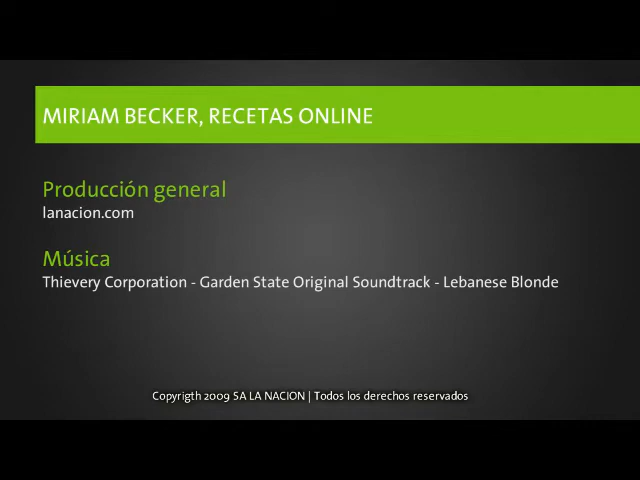 MIRIAM BECKER, RECETAS ONLINE
Producción general
lanacion.com
Música
Thievery Corporation - Garden State Original Soundtrack - Lebanese Blonde
Copyrigth 2009 SA LA NACION | Todos los derechos reservados